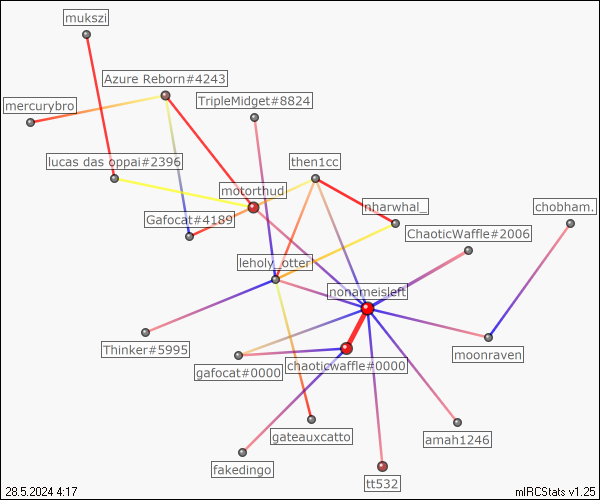 mukszi
Azure Reborn#4243
mercurybro
TripleMidget#8824
lucas das oppai#2396
then1cc
motorthud
nharwhal_
chobham.
Gafocat#4189
ChaoticWaffle#2006
leholy_otter
nonameisleft
Thinker#5995
moonraven
gafocat#0000
chaoticwaffle#0000
gateauxcatto
amah1246
fakedingo
tt532
28.5.2024 4:17
mIRCStats v1.25